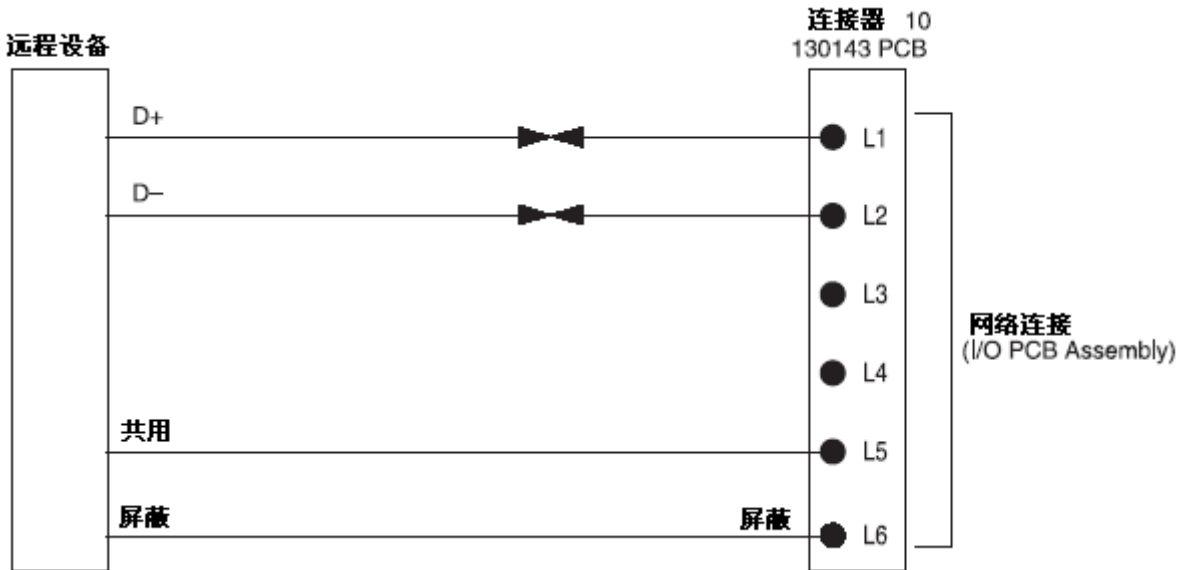 远程设备
连接器 10
130143 PCB
D+
L1
D–
L2
L3
网络连接
(I/O PCB Assembly)
L4
共用
L5
屏蔽
屏蔽
L6